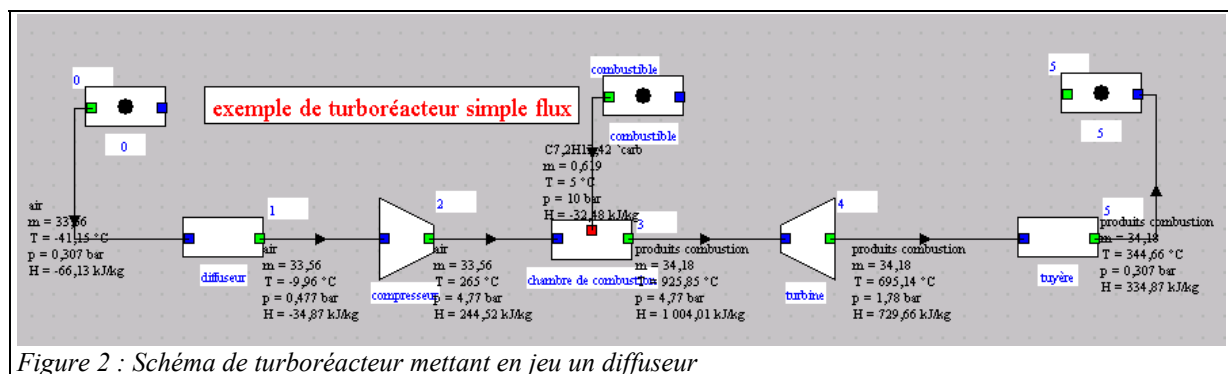 0
0
combustible
combustible
5
5
exemple de turboréacteur simple flux
air
m = 33,56
T = -41,15 °C
p = 0,307 bar
H = -66,13 kJ/kg
1
diffuseur
air
m = 33,56
T = -9,96 °C
p = 0,477 bar
H = -34,87 kJ/kg
2
compresseur
air
m = 33,56
T = 265 °C
p = 4,77 bar
H = 244,52 kJ/kg
m = 0,619
T = 5 °C
p = 10 bar
H = -32,48 kJ/kg
3
chambre de combustion
produits combustion
m = 34,18
T = 925,85 °C
p = 4,77 bar
H = 1 004,01 kJ/kg
4
turbine
produits combustion
m = 34,18
T = 695,14 °C
p = 1,78 bar
H = 729,66 kJ/kg
5
tuyère
produits combustion
m = 34,18
T = 344,66 °C
p = 0,307 bar
H = 334,87 kJ/kg
Figure 2 : Schéma de turboréacteur mettant en jeu un diffuseur